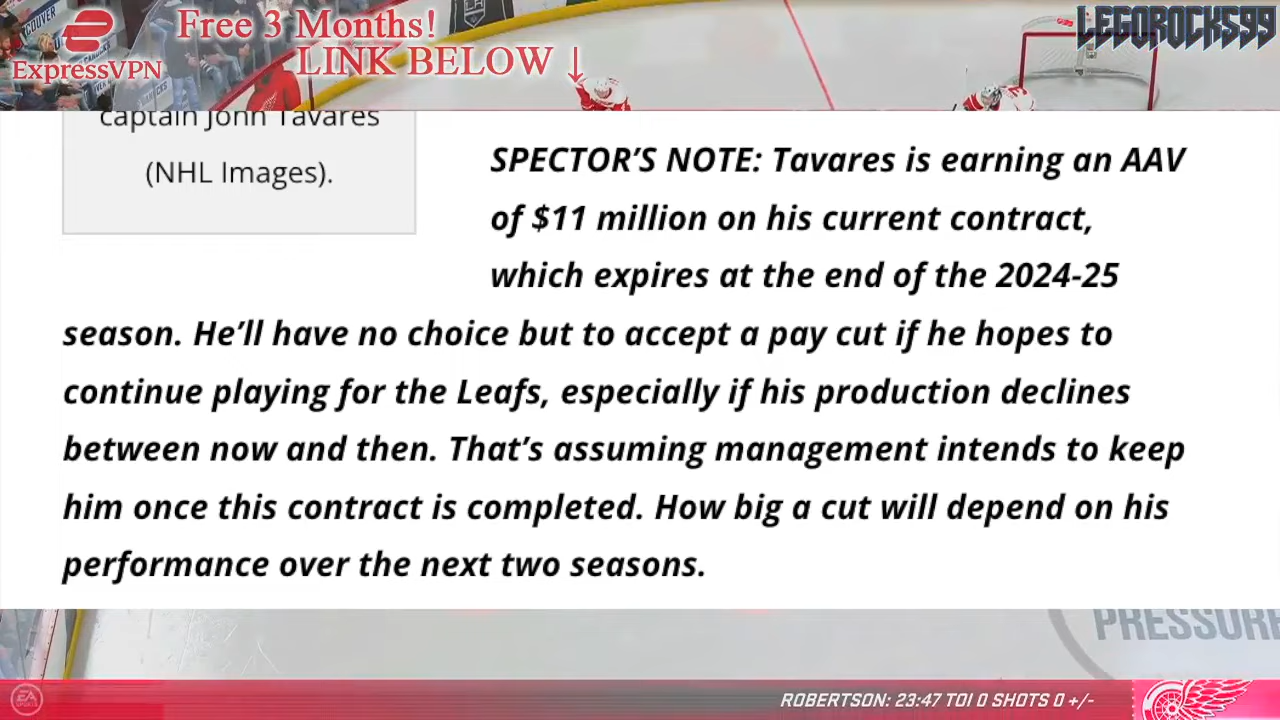 ExpressVPN
Free 3 Months!
LINK BELOW ↓
LEGOROCKS99
captain John Tavares
(NHL Images).
SPECTOR'S NOTE: Tavares is earning an AAV
of $11 million on his current contract,
which expires at the end of the 2024-25
season. He'll have no choice but to accept a pay cut if he hopes to
continue playing for the Leafs, especially if his production declines
between now and then. That's assuming management intends to keep
him once this contract is completed. How big a cut will depend on his
performance over the next two seasons.
PRESSUR
EA
SPORTS
ROBERTSON: 23:47 TOI 0 SHOTS 0 +/-